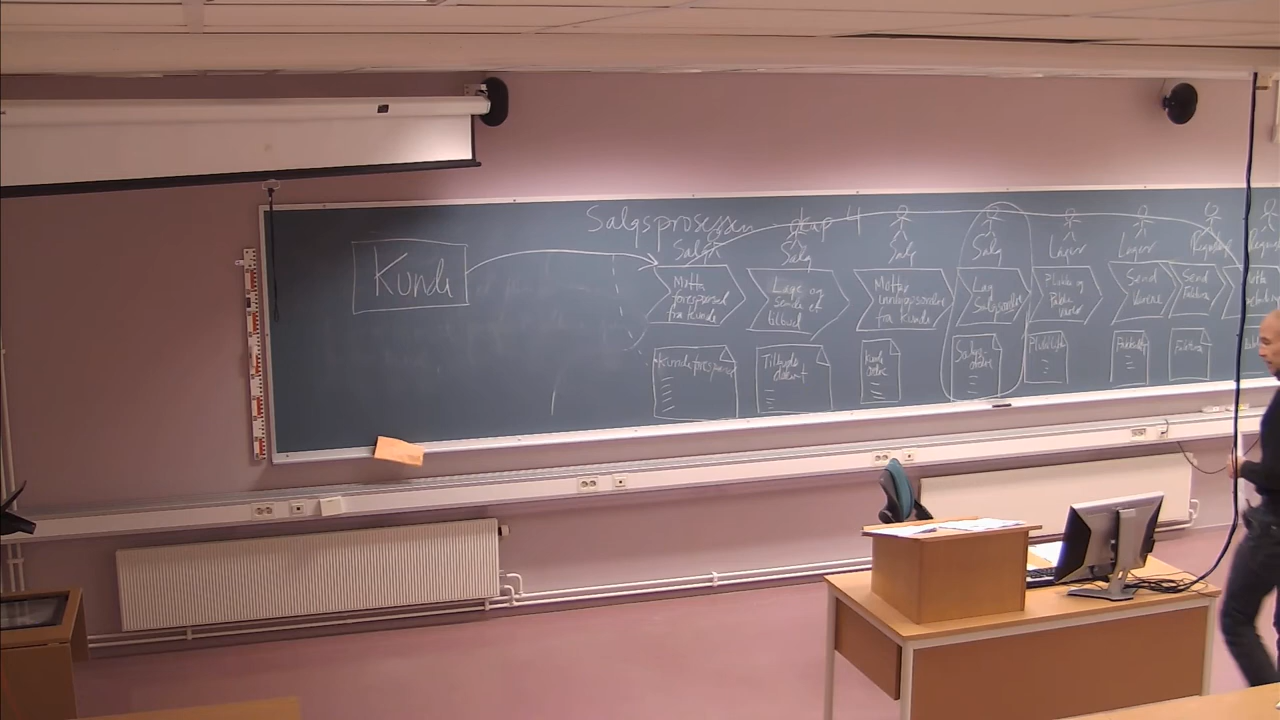 Salgsprosessen kap 4
Kunde
Salg
Salg
Salg
Salg
Lager
Lager
Motta
forespørsel
fra kunde
Lage og
sende et
tilbud
Motta
innkjøpsordre
fra kunde
Lag
Salgsordre
Plukke og
Pakke
varer
Send
Varene
Send
Faktura
Kundeforespørsel
Tilbuds
Kunde
ordre
Salgs-
ordre
Plukkliste
Faktura